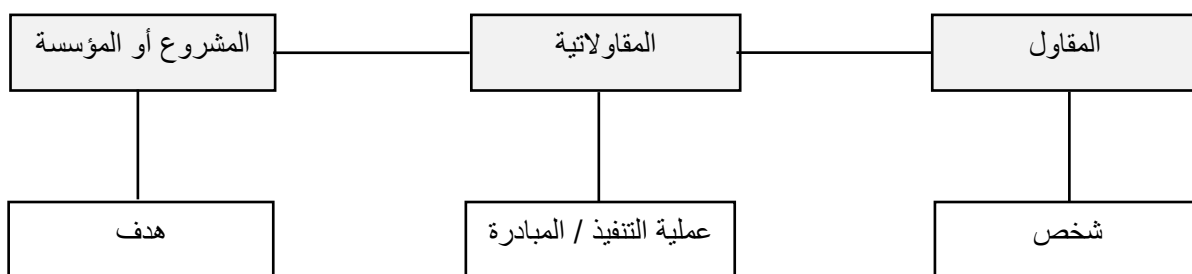 المقاول
المقاولاتية
المشروع أو المؤسسة
شخص
عملية التنفيذ / المبادرة
هدف